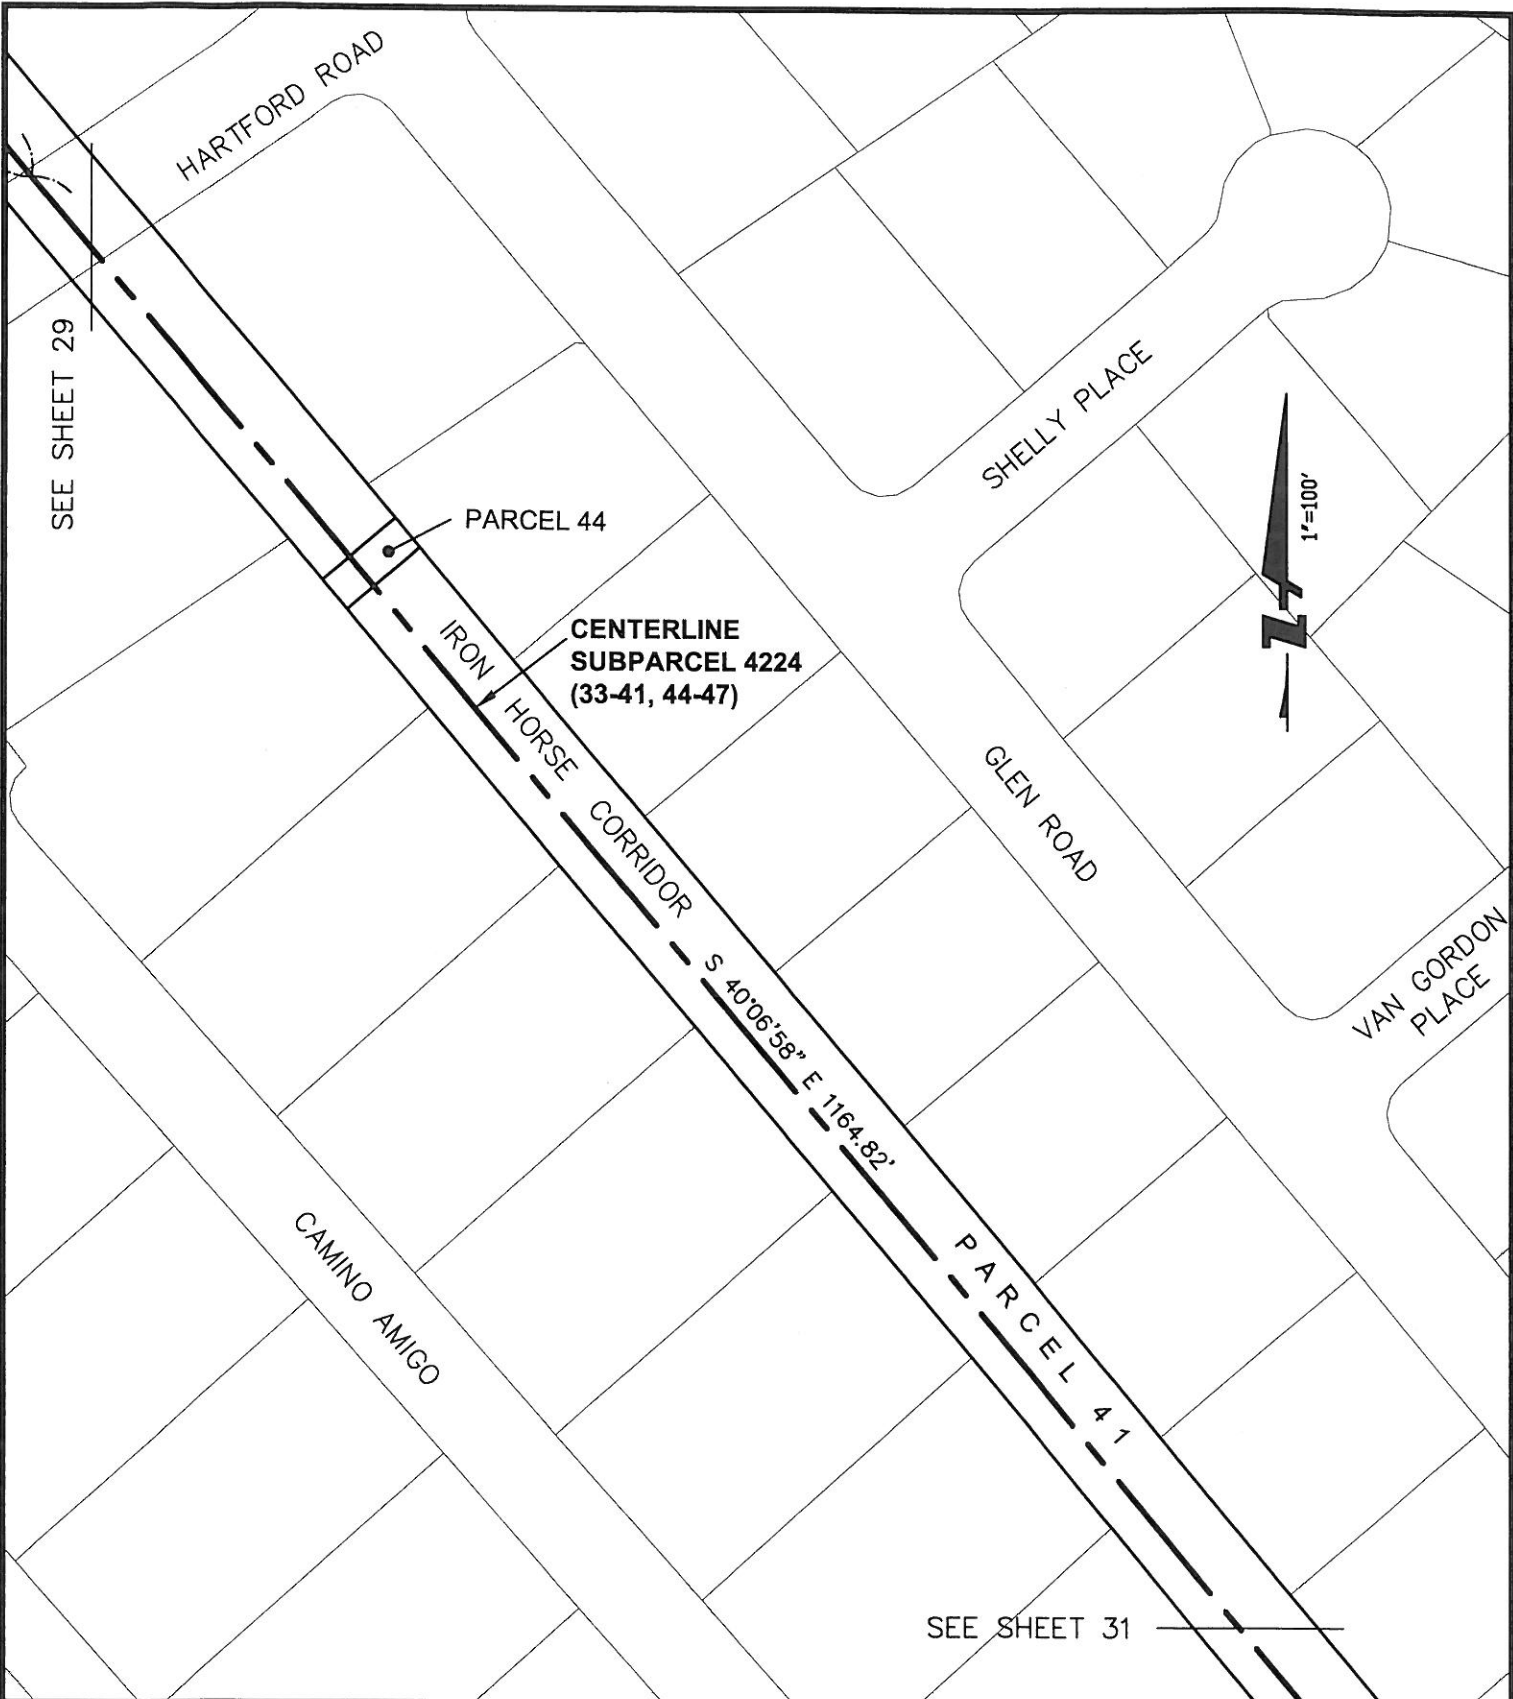 HARTFORD ROAD
SEE SHEET 29
SHELLY PLACE
1"=100'
N
PARCEL 44
CENTERLINE
SUBPARCEL 4224
(33-41, 44-47)
IRON HORSE CORRIDOR S 40°06'58" E 1164.82' PARCEL 41
GLEN ROAD
VAN GORDON
PLACE
CAMINO AMIGO
SEE SHEET 31